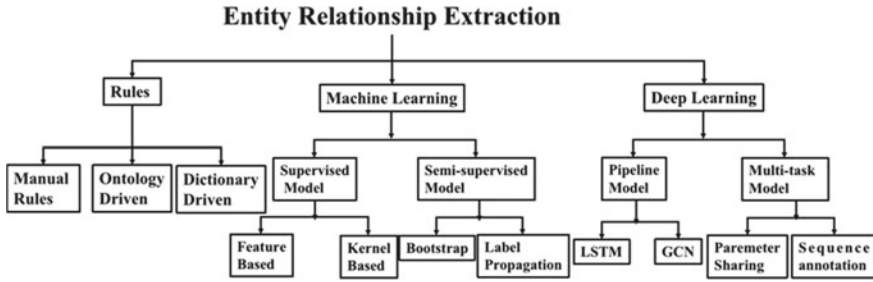 Entity Relationship Extraction
Rules
Machine Learning
Deep Learning
Manual
Rules
Ontology
Driven
Dictionary
Driven
Supervised
Model
Semi-supervised
Model
Pipeline
Model
Multi-task
Model
Feature
Based
Kernel
Based
Bootstrap
Label
Propagation
LSTM
GCN
Paremeter
Sharing
Sequence
annotation